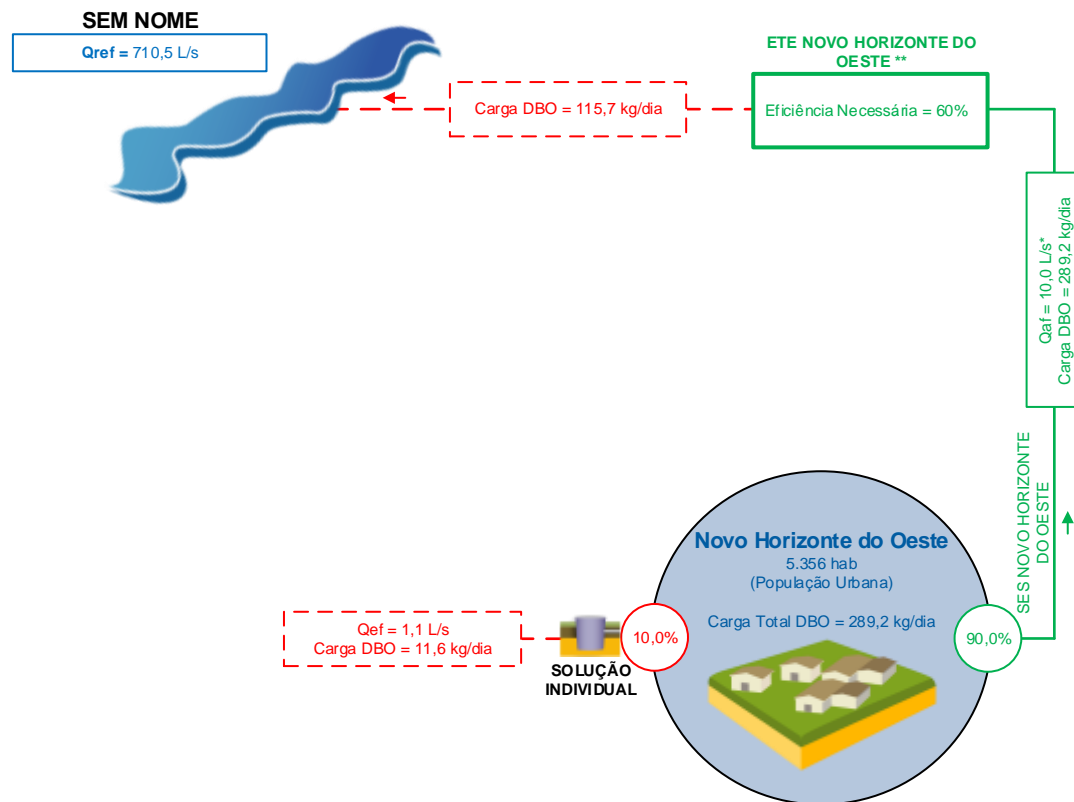 SEM NOME
Qref = 710,5 L/s
ETE NOVO HORIZONTE DO
OESTE **
Carga DBO = 115,7 kg/dia
Eficiência Necessária = 60%
Qaf = 10,0 L/s*
Carga DBO = 289,2 kg/dia
SES NOVO HORIZONTE
DO OESTE
Novo Horizonte do Oeste
5.356 hab
(População Urbana)
Carga Total DBO = 289,2 kg/dia
Qef = 1,1 L/s
Carga DBO = 11,6 kg/dia
10,0%
90,0%
SOLUÇÃO
INDIVIDUAL